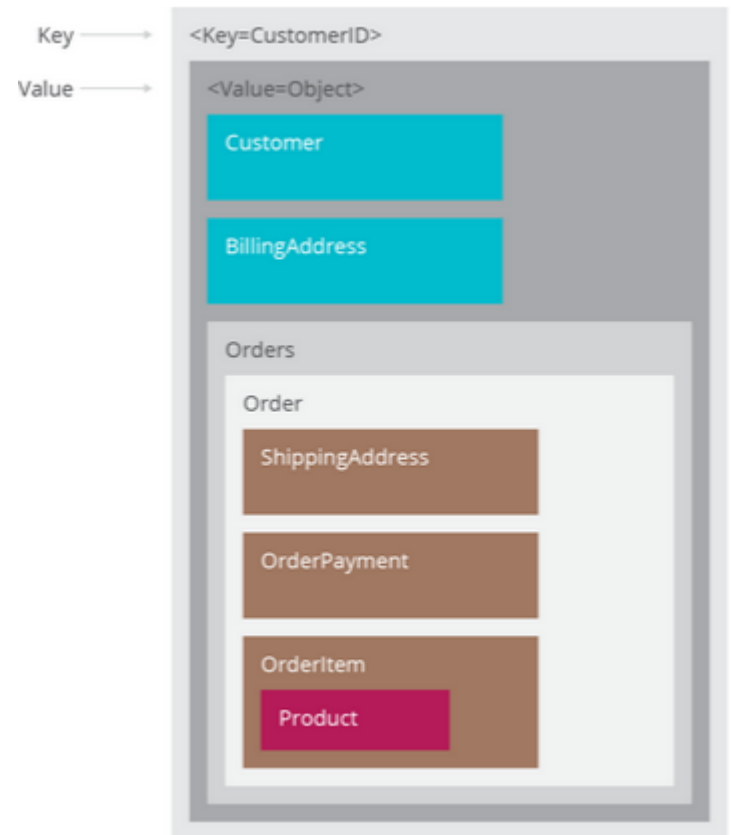 Key
<Key=CustomerID>
Value
<Value=Object>
Customer
BillingAddress
Orders
Order
ShippingAddress
OrderPayment
OrderItem
Product